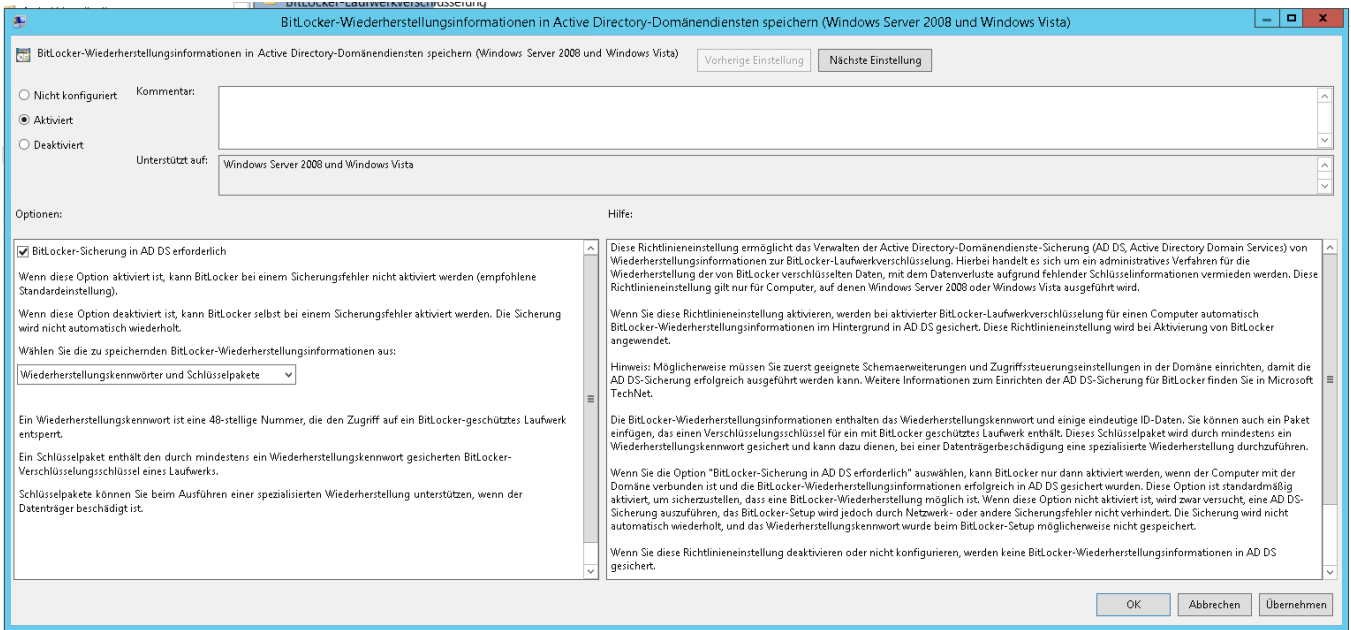 BitLocker-Laufwerkverschlüsselung
BitLocker-Wiederherstellungsinformationen in Active Directory-Domänendiensten speichern (Windows Server 2008 und Windows Vista)
BitLocker-Wiederherstellungsinformationen in Active Directory-Domänendiensten speichern (Windows Server 2008 und Windows Vista)
Vorherige Einstellung
Nächste Einstellung
Nicht konfiguriert
Aktiviert
Deaktiviert
Kommentar:
Unterstützt auf:
Windows Server 2008 und Windows Vista
Optionen:
BitLocker-Sicherung in AD DS erforderlich
Wenn diese Option aktiviert ist, kann BitLocker bei einem Sicherungsfehler nicht aktiviert werden (empfohlene
Standardeinstellung).
Wenn diese Option deaktiviert ist, kann BitLocker selbst bei einem Sicherungsfehler aktiviert werden. Die Sicherung
wird nicht automatisch wiederholt.
Wählen Sie die zu speichernden BitLocker-Wiederherstellungsinformationen aus:
Wiederherstellungskennwörter und Schlüsselpakete
Ein Wiederherstellungskennwort ist eine 48-stellige Nummer, die den Zugriff auf ein BitLocker-geschütztes Laufwerk
entsperrt.
Ein Schlüsselpaket enthält den durch mindestens ein Wiederherstellungskennwort gesicherten BitLocker-
Verschlüsselungsschlüssel eines Laufwerks.
Schlüsselpakete können Sie beim Ausführen einer spezialisierten Wiederherstellung unterstützen, wenn der
Datenträger beschädigt ist.
Hilfe:
Diese Richtlinieneinstellung ermöglicht das Verwalten der Active Directory-Domänendienste-Sicherung (AD DS, Active Directory Domain Services) von
Wiederherstellungsinformationen zur BitLocker-Laufwerkverschlüsselung. Hierbei handelt es sich um ein administratives Verfahren für die
Wiederherstellung der von BitLocker verschlüsselten Daten, mit dem Datenverluste aufgrund fehlender Schlüsselinformationen vermieden werden. Diese
Richtlinieneinstellung gilt nur für Computer, auf denen Windows Server 2008 oder Windows Vista ausgeführt wird.
Wenn Sie diese Richtlinieneinstellung aktivieren, werden bei aktivierter BitLocker-Laufwerkverschlüsselung für einen Computer automatisch
BitLocker-Wiederherstellungsinformationen im Hintergrund in AD DS gesichert. Diese Richtlinieneinstellung wird bei Aktivierung von BitLocker
angewendet.
Hinweis: Möglicherweise müssen Sie zuerst geeignete Schemaerweiterungen und Zugriffssteuerungseinstellungen in der Domäne einrichten, damit die
AD DS-Sicherung erfolgreich ausgeführt werden kann. Weitere Informationen zum Einrichten der AD DS-Sicherung für BitLocker finden Sie in Microsoft
TechNet.
Die BitLocker-Wiederherstellungsinformationen enthalten das Wiederherstellungskennwort und einige eindeutige ID-Daten. Sie können auch ein Paket
einfügen, das einen Verschlüsselungsschlüssel für ein mit BitLocker geschütztes Laufwerk enthält. Dieses Schlüsselpaket wird durch mindestens ein
Wiederherstellungskennwort gesichert und kann dazu dienen, bei einer Datenträgerbeschädigung eine spezialisierte Wiederherstellung durchzuführen.
Wenn Sie die Option "BitLocker-Sicherung in AD DS erforderlich" auswählen, kann BitLocker nur dann aktiviert werden, wenn der Computer mit der
Domäne verbunden ist und die BitLocker-Wiederherstellungsinformationen erfolgreich in AD DS gesichert wurden. Diese Option ist standardmäßig
aktiviert, um sicherzustellen, dass eine BitLocker-Wiederherstellung möglich ist. Wenn diese Option nicht aktiviert ist, wird zwar versucht, eine AD DS-
Sicherung auszuführen, das BitLocker-Setup wird jedoch durch Netzwerk- oder andere Sicherungsfehler nicht verhindert. Die Sicherung wird nicht
automatisch wiederholt, und das Wiederherstellungskennwort wurde beim BitLocker-Setup möglicherweise nicht gespeichert.
Wenn Sie diese Richtlinieneinstellung deaktivieren oder nicht konfigurieren, werden keine BitLocker-Wiederherstellungsinformationen in AD DS
gesichert.
OK
Abbrechen
Übernehmen